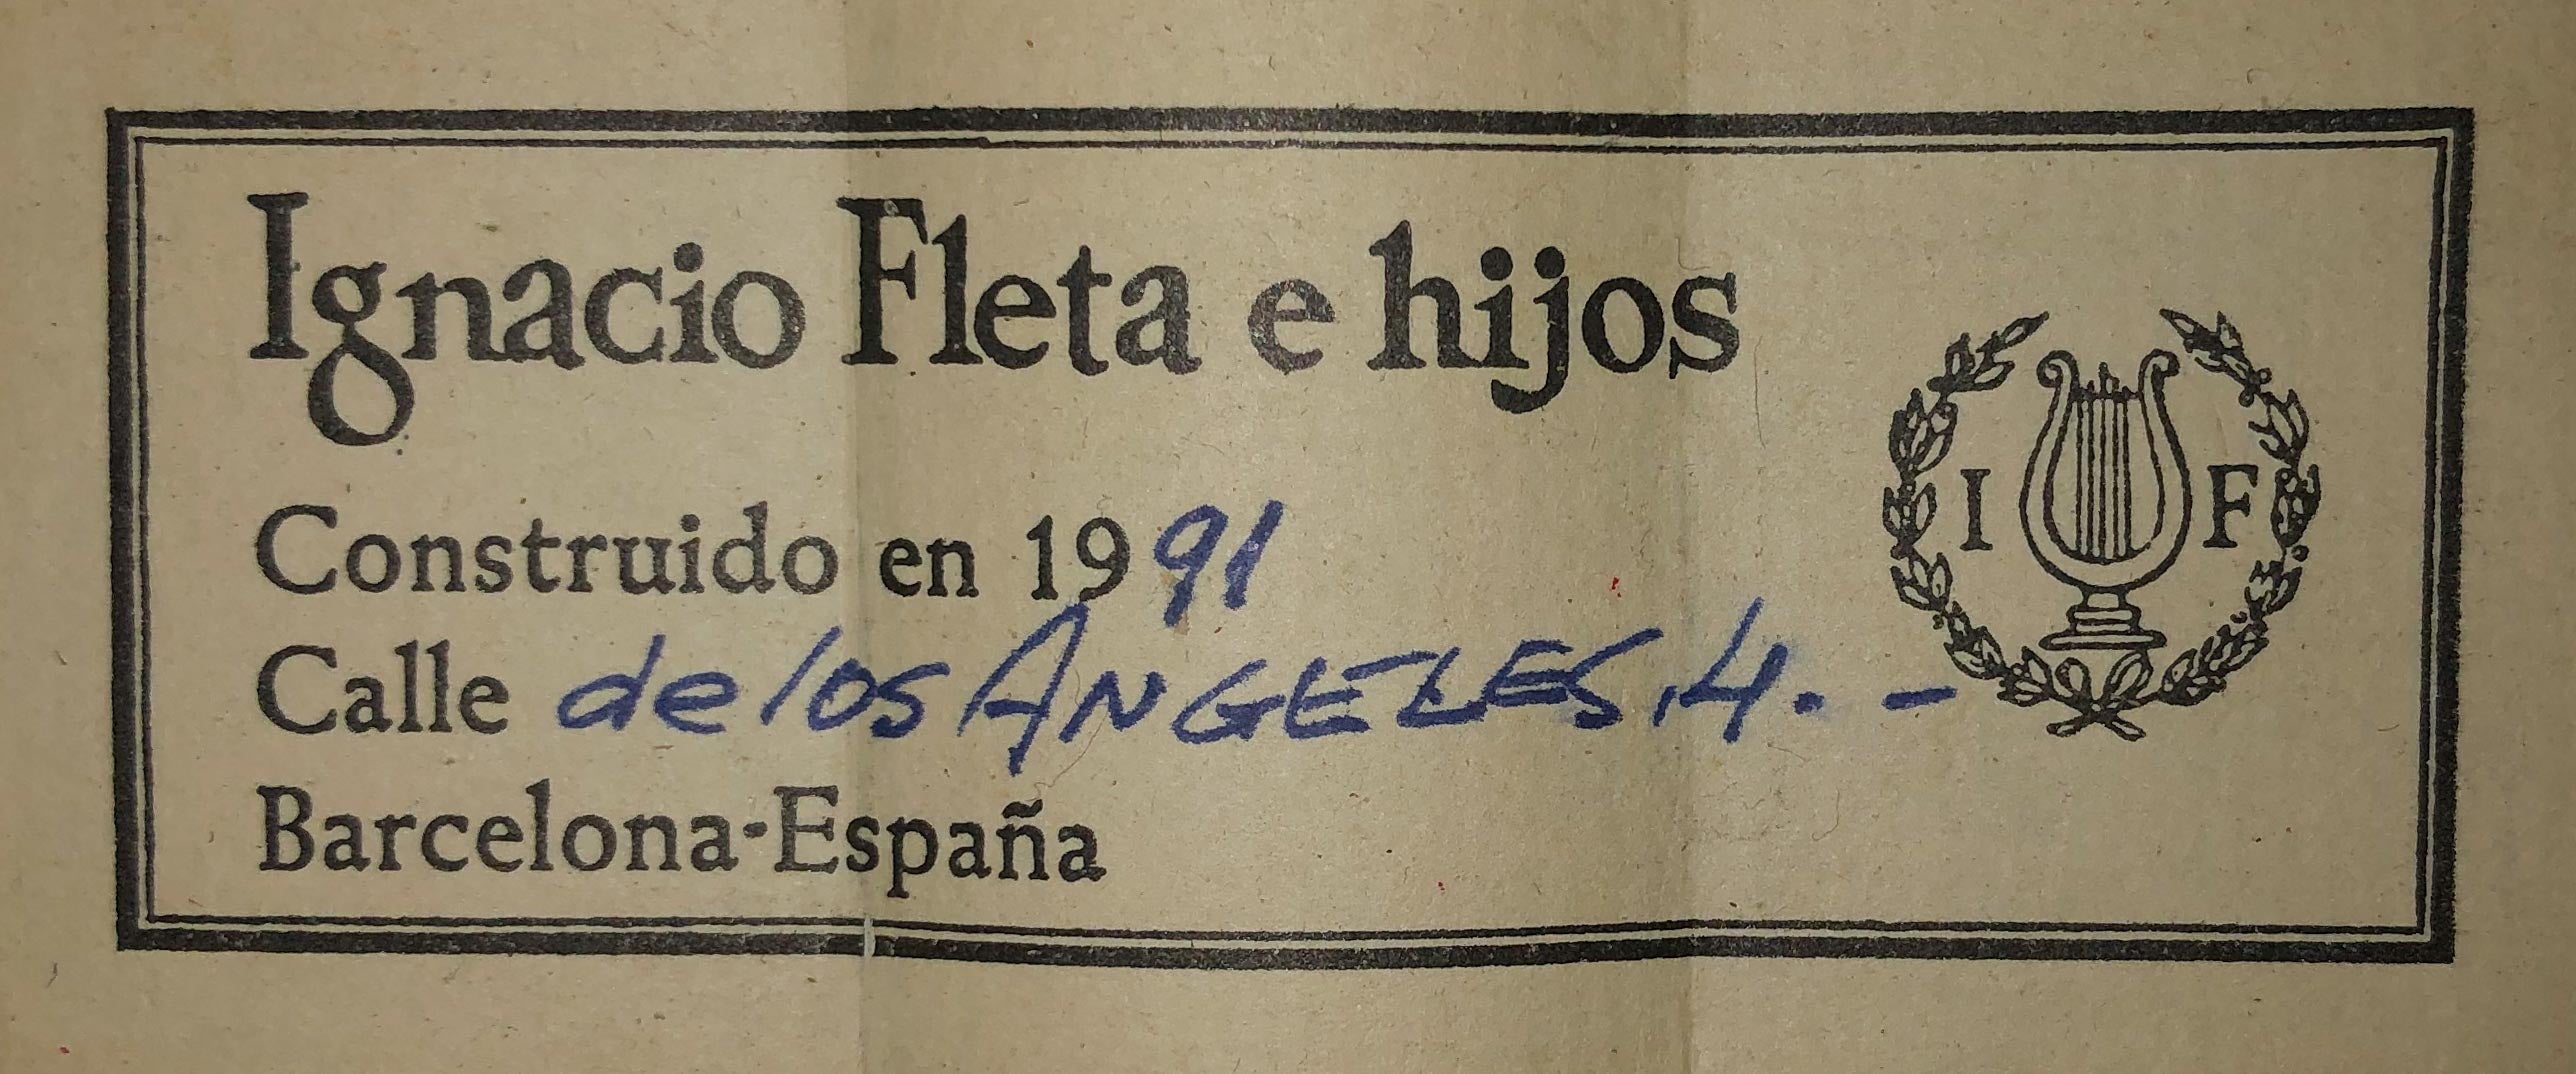 Ignacio Fleta e hijos
I F
Construido en 1991
Calle de los ANGELES, 4. -
Barcelona-España